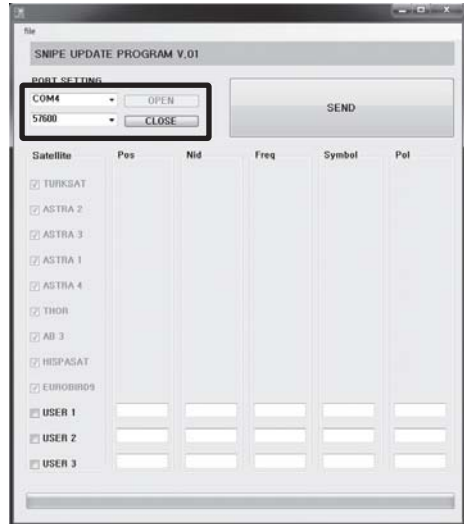 file
SNIPE UPDATE PROGRAM V.01
PORT SETTING
COM4 OPEN
57600 CLOSE
SEND
Satellite Pos Nid Freq Symbol Pol
TURKSAT
ASTRA 2
ASTRA 3
ASTRA 1
ASTRA 4
THOR
AB 3
HISPASAT
EUROBIRD9
USER 1
USER 2
USER 3